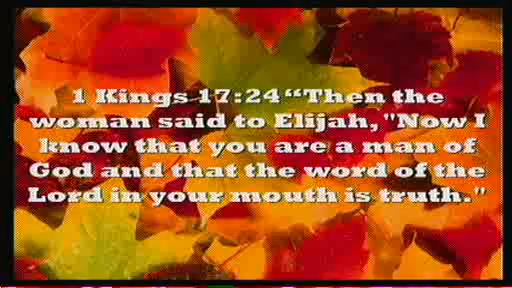 1 Kings 17:24 “Then the
woman said to Elijah,"Now I
know that you are a man of
God and that the word of the
Lord in your mouth is truth."